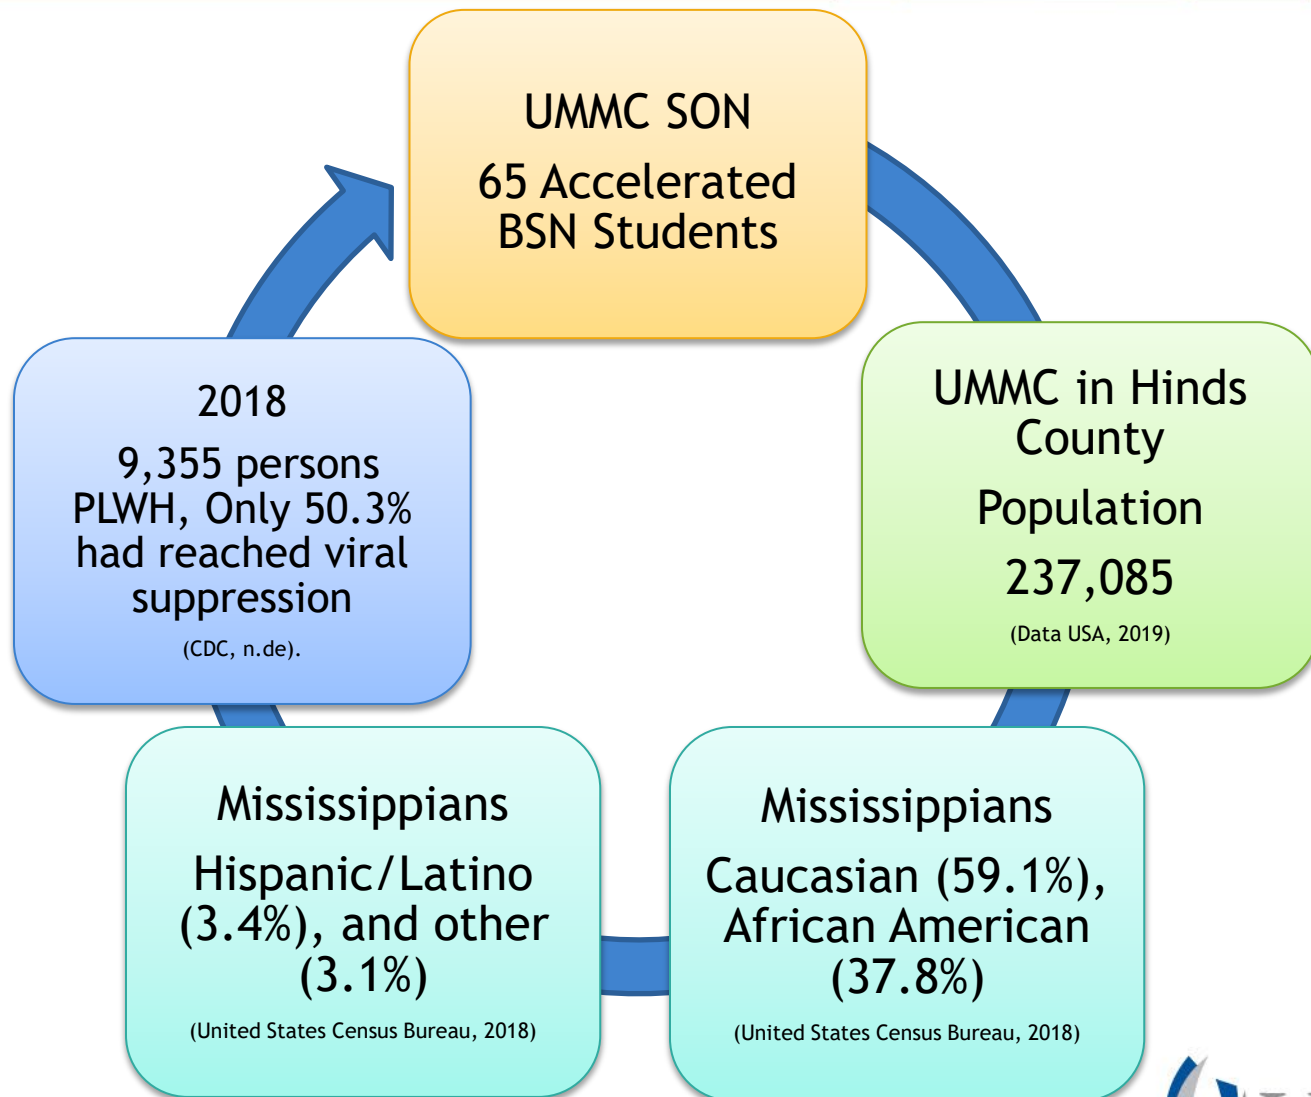 UMMC SON
65 Accelerated
BSN Students
UMMC in Hinds
County
Population
237,085
(Data USA, 2019)
Mississippians
Caucasian (59.1%),
African American
(37.8%)
(United States Census Bureau, 2018)
Mississippians
Hispanic/Latino
(3.4%), and other
(3.1%)
(United States Census Bureau, 2018)
2018
9,355 persons
PLWH, Only 50.3%
had reached viral
suppression
(CDC, n.de).